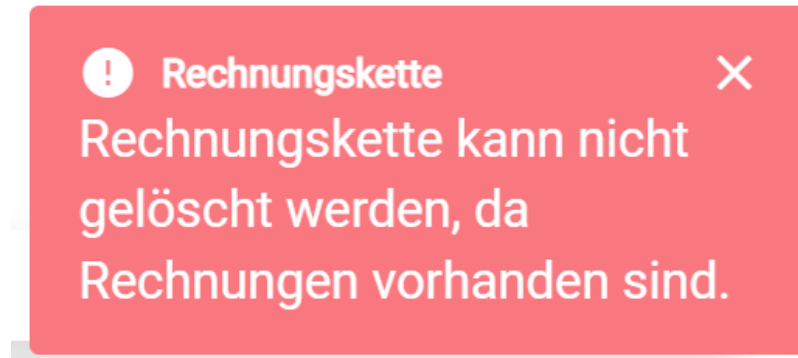 Rechnungskette
Rechnungskette kann nicht
gelöscht werden, da
Rechnungen vorhanden sind.